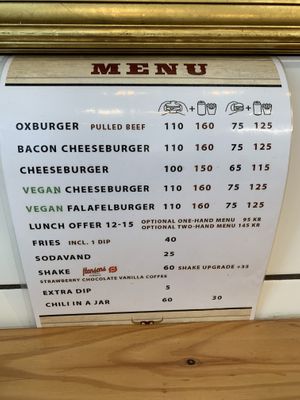 MENU
+ +
OXBURGER PULLED BEEF 110 160 75 125
BACON CHEESEBURGER 110 160 75 125
CHEESEBURGER 100 150 65 115
VEGAN CHEESEBURGER 110 160 75 125
VEGAN FALAFELBURGER 110 160 75 125
LUNCH OFFER 12-15 OPTIONAL ONE-HAND MENU 95 KR
OPTIONAL TWO-HAND MENU 145 KR
FRIES INCL. 1 DIP 40
SODAVAND 25
SHAKE Hansens 60 SHAKE UPGRADE +35
STRAWBERRY CHOCOLATE VANILLA COFFEE
EXTRA DIP 5
CHILI IN A JAR 60 30